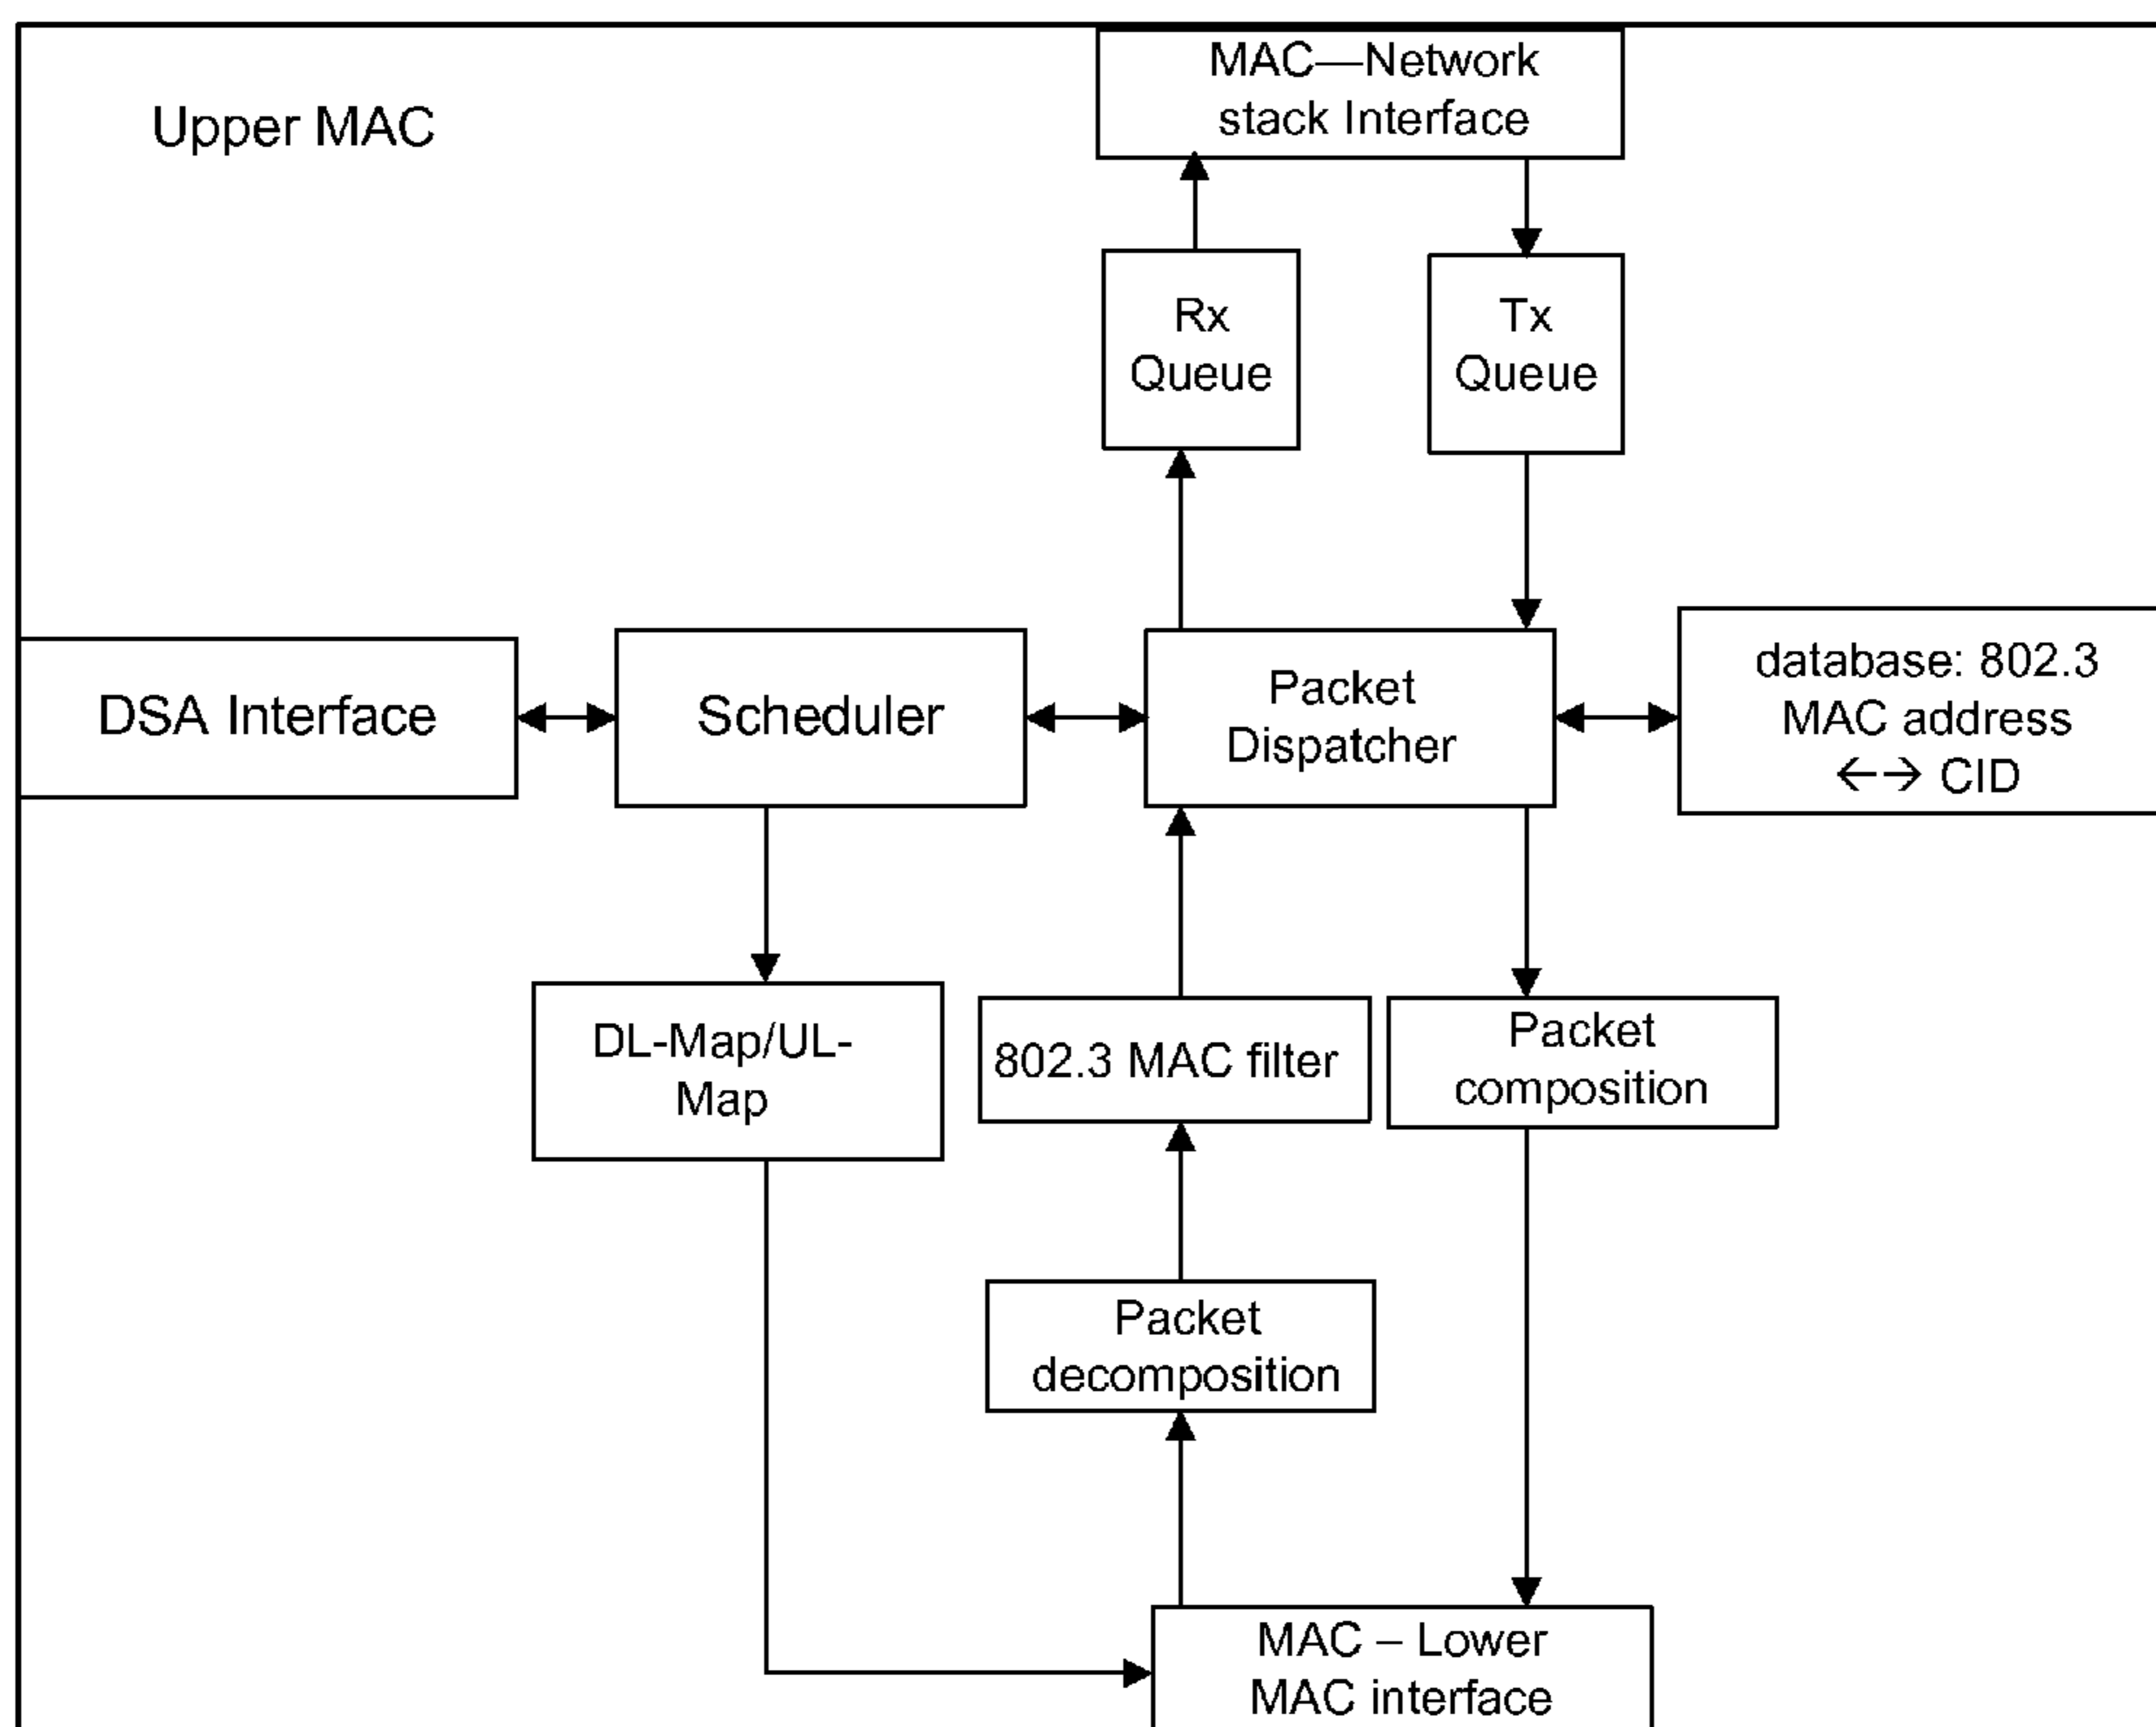 MAC—Network
stack Interface
Upper MAC
Rx
Queue
Tx
Queue
DSA Interface
Scheduler
Packet
Dispatcher
database: 802.3
MAC address
←→ CID
DL-Map/UL-
Map
802.3 MAC filter
Packet
composition
Packet
decomposition
MAC – Lower
MAC interface